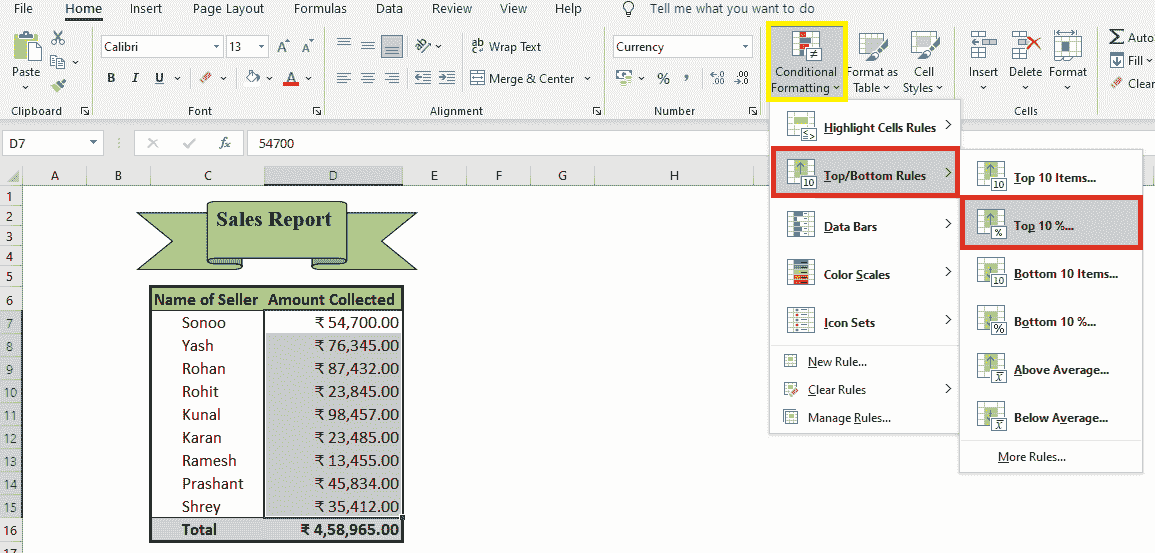 File Home Insert Page Layout Formulas Data Review View Help Tell me what you want to do
Calibri 13 A A ab Wrap Text Currency Auto
Paste B I U A Merge & Center % , .00 Conditional Formatting Format as Table Cell Styles Insert Delete Format Fill Clear
Clipboard Font Alignment Number Cells
D7 fx 54700
A B C D E F G H
Highlight Cells Rules
Top/Bottom Rules
Data Bars
Color Scales
Icon Sets
New Rule...
Clear Rules
Manage Rules...
Top 10 Items...
Top 10 %...
Bottom 10 Items...
Bottom 10 %...
Above Average...
Below Average...
More Rules...
1
2 Sales Report
3
4
5
6 Name of Seller Amount Collected
7 Sonoo ₹ 54,700.00
8 Yash ₹ 76,345.00
9 Rohan ₹ 87,432.00
10 Rohit ₹ 23,845.00
11 Kunal ₹ 98,457.00
12 Karan ₹ 23,485.00
13 Ramesh ₹ 13,455.00
14 Prashant ₹ 45,834.00
15 Shrey ₹ 35,412.00
16 Total ₹ 4,58,965.00
17